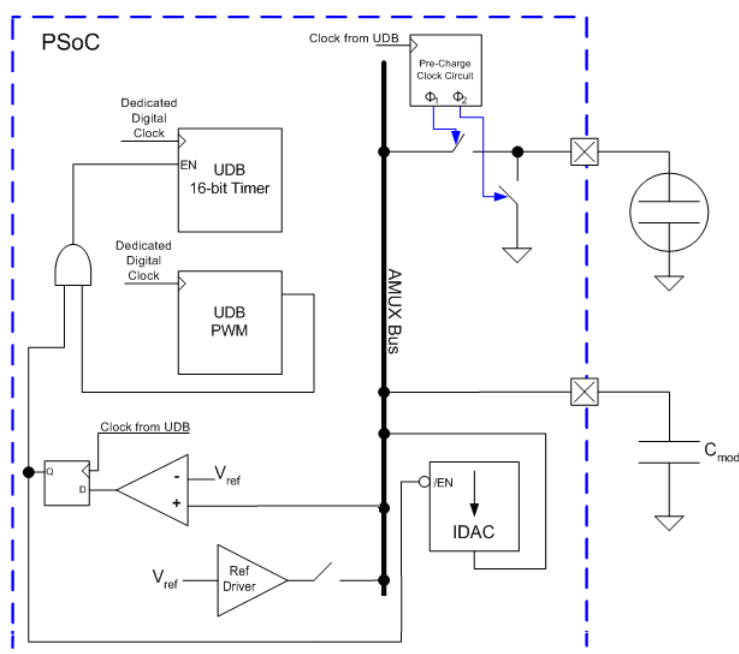 PSoC
Clock from UDB
Pre-Charge
Clock Circuit
Φ1 Φ2
Dedicated
Digital
Clock
EN
UDB
16-bit Timer
Dedicated
Digital
Clock
UDB
PWM
AMUX Bus
Clock from UDB
Q
D
-
+
Vref
/EN
IDAC
Cmod
Vref
Ref
Driver